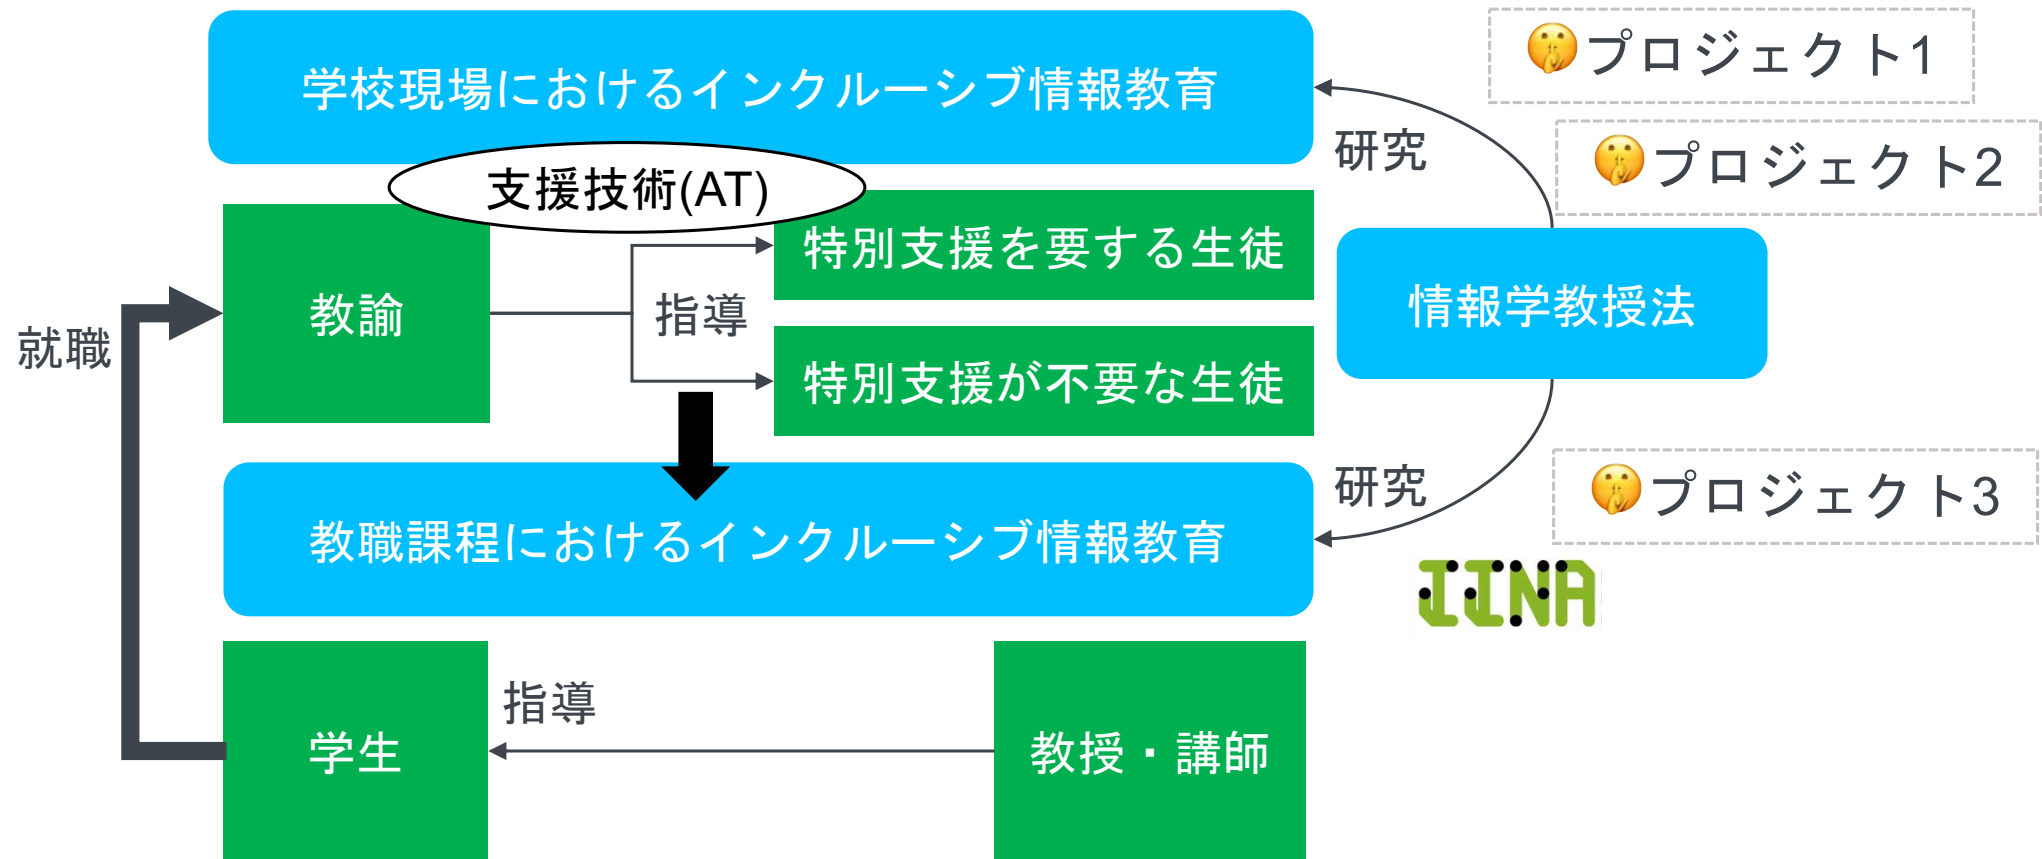 学校現場におけるインクルーシブ情報教育
プロジェクト1
研究
プロジェクト2
支援技術(AT)
特別支援を要する生徒
教諭
指導
情報学教授法
就職
特別支援が不要な生徒
研究
プロジェクト3
教職課程におけるインクルーシブ情報教育
IINA
指導
学生
教授・講師